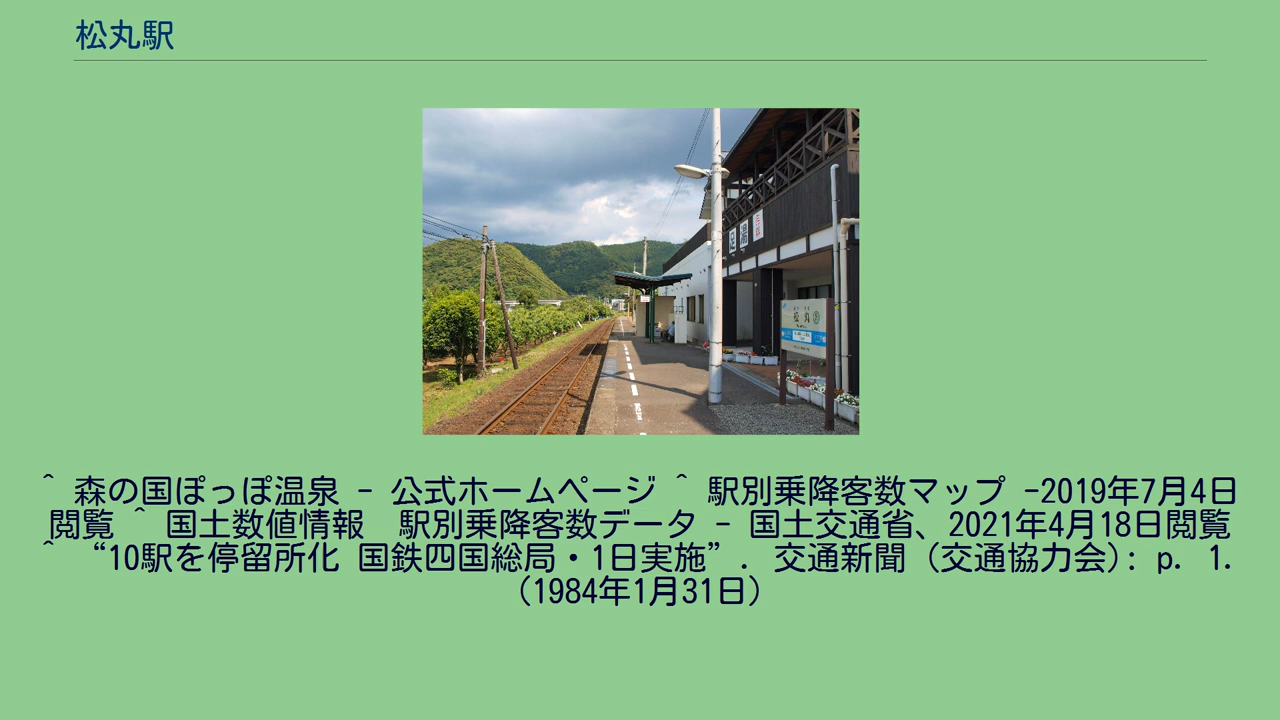 松丸駅
足湯
松丸
^ 森の国ぽっぽ温泉 - 公式ホームページ ^ 駅別乗降客数マップ -2019年7月4日
閲覧 ^ 国土数値情報　駅別乗降客数データ - 国土交通省、2021年4月18日閲覧
^ “10駅を停留所化 国鉄四国総局・1日実施”. 交通新聞 (交通協力会): p. 1.
(1984年1月31日)